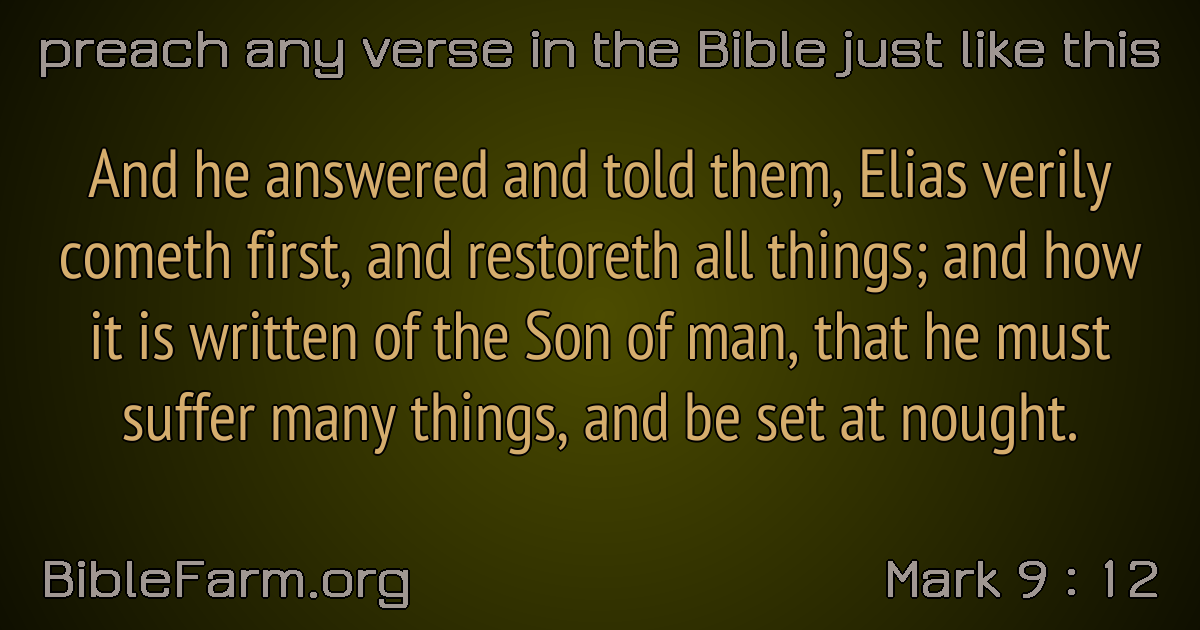 preach any verse in the Bible just like this
And he answered and told them, Elias verily
cometh first, and restoreth all things; and how
it is written of the Son of man, that he must
suffer many things, and be set at nought.
BibleFarm.org
Mark 9 : 12